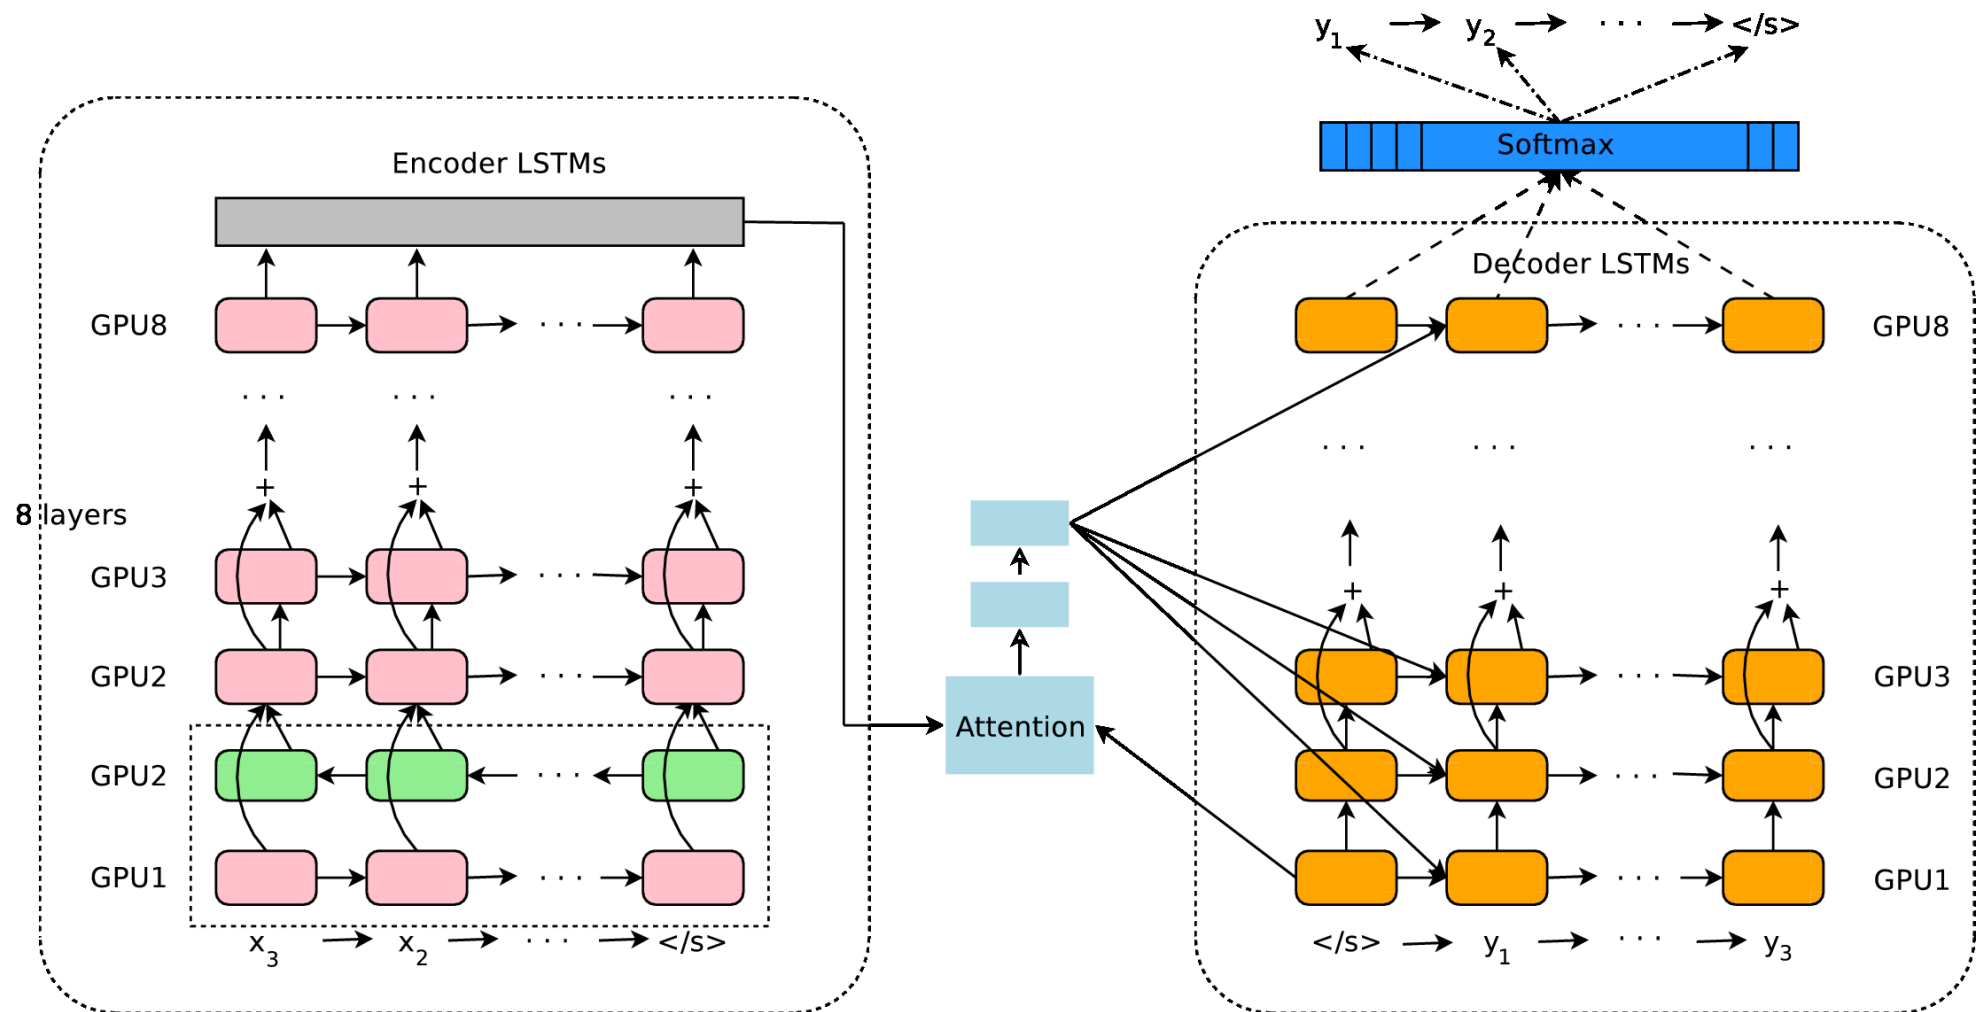 y1 y2 ... </s>
Softmax
Encoder LSTMs
Decoder LSTMs
GPU8 ... ... GPU8
... ... ... ... ... ...
+ + +
8 layers
GPU3 ...
+ + +
GPU2 ... ... GPU3
Attention
GPU2 ... ... GPU2
GPU1 ... ... GPU1
x3 x2 ... </s> </s> y1 ... y3